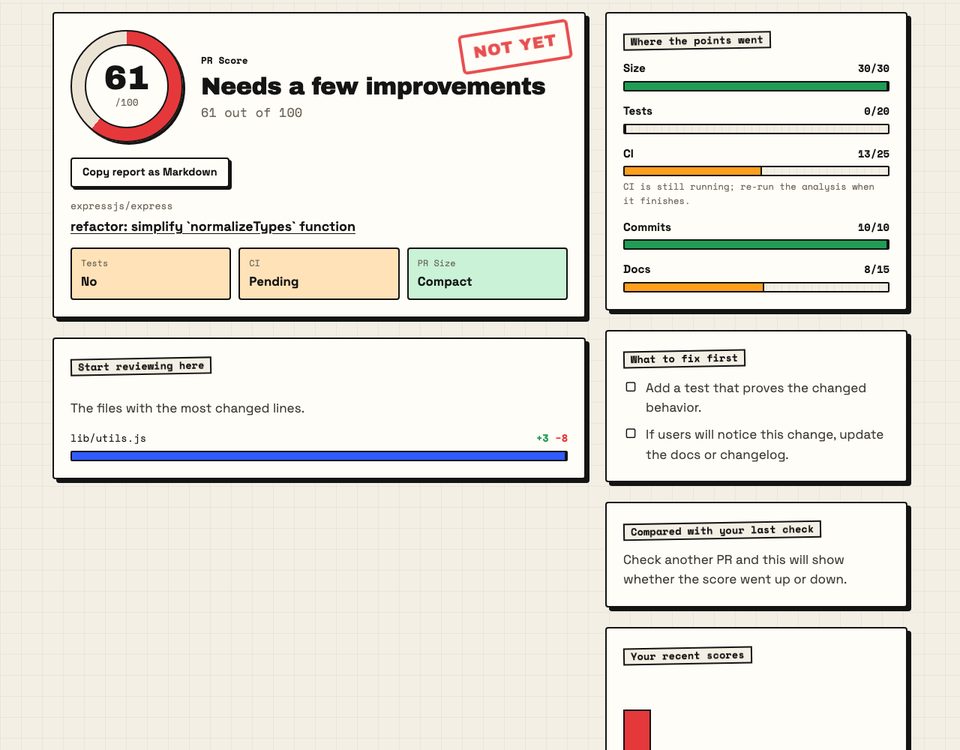 61
/100
PR Score
NOT YET
Needs a few improvements
61 out of 100
Copy report as Markdown
expressjs/express
refactor: simplify `normalizeTypes` function
Tests
No
CI
Pending
PR Size
Compact
Start reviewing here
The files with the most changed lines.
lib/utils.js
+3 −8
Where the points went
Size 30/30
Tests 0/20
CI 13/25
CI is still running; re-run the analysis when
it finishes.
Commits 10/10
Docs 8/15
What to fix first
Add a test that proves the changed
behavior.
If users will notice this change, update
the docs or changelog.
Compared with your last check
Check another PR and this will show
whether the score went up or down.
Your recent scores